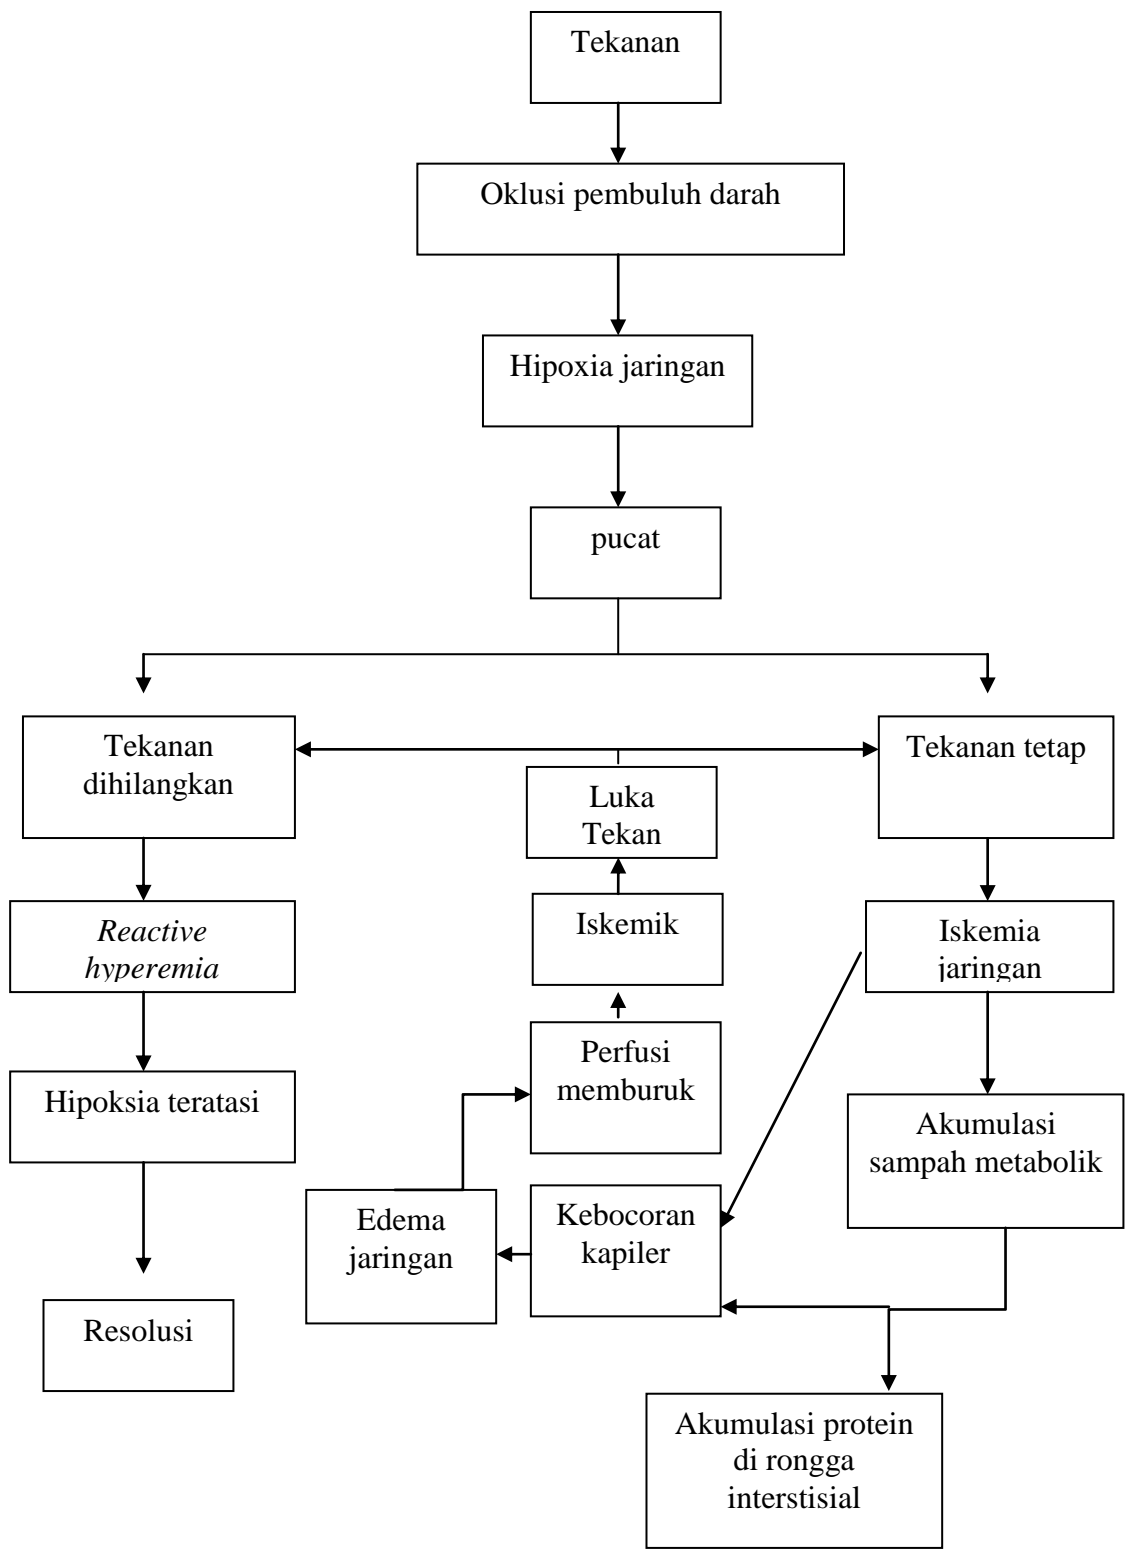 Tekanan
Oklusi pembuluh darah
Hipoxia jaringan
pucat
Tekanan
dihilangkan
Tekanan tetap
Luka
Tekan
Reactive
hyperemia
Iskemik
Iskemia
jaringan
Perfusi
memburuk
Hipoksia teratasi
Akumulasi
sampah metabolik
Edema
jaringan
Kebocoran
kapiler
Resolusi
Akumulasi protein
di rongga
interstisial